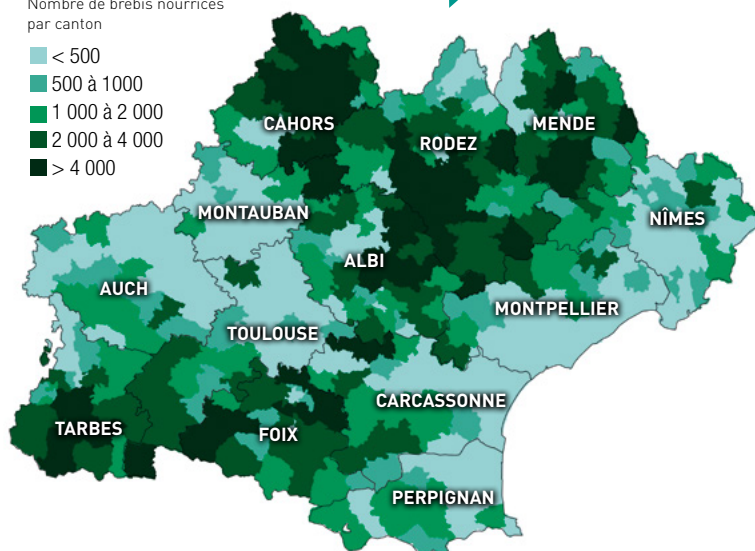 Nombre de brebis nourrices
par canton
< 500
500 à 1000
1 000 à 2 000
2 000 à 4 000
> 4 000
CAHORS
RODEZ
MENDE
MONTAUBAN
NÎMES
ALBI
AUCH
MONTPELLIER
TOULOUSE
CARCASSONNE
TARBES
FOIX
PERPIGNAN